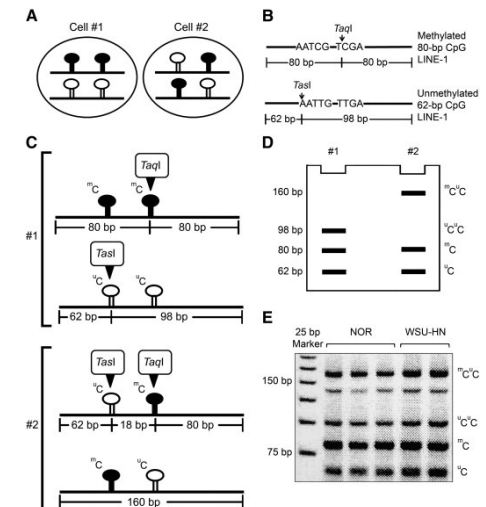 A
Cell #1
Cell #2
B
TaqI
AATCG-TCGA
80 bp
80 bp
Methylated
80-bp CpG
LINE-1
TasI
AATTG-TTGA
62 bp
98 bp
Unmethylated
62-bp CpG
LINE-1
C
#1
TaqI
mC
mC
80 bp
80 bp
TasI
uC
uC
62 bp
98 bp
#2
TasI
TaqI
uC
mC
62 bp
18 bp
80 bp
mC
uC
160 bp
D
#1
#2
160 bp
mCuC
98 bp
uCuC
80 bp
mC
62 bp
uC
E
25 bp
Marker
NOR
WSU-HN
150 bp
75 bp
mCuC
uCuC
mC
uC